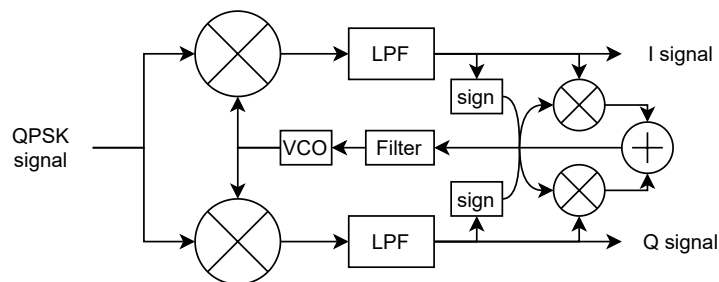 LPF
I signal
sign
QPSK
signal
VCO
Filter
sign
LPF
Q signal